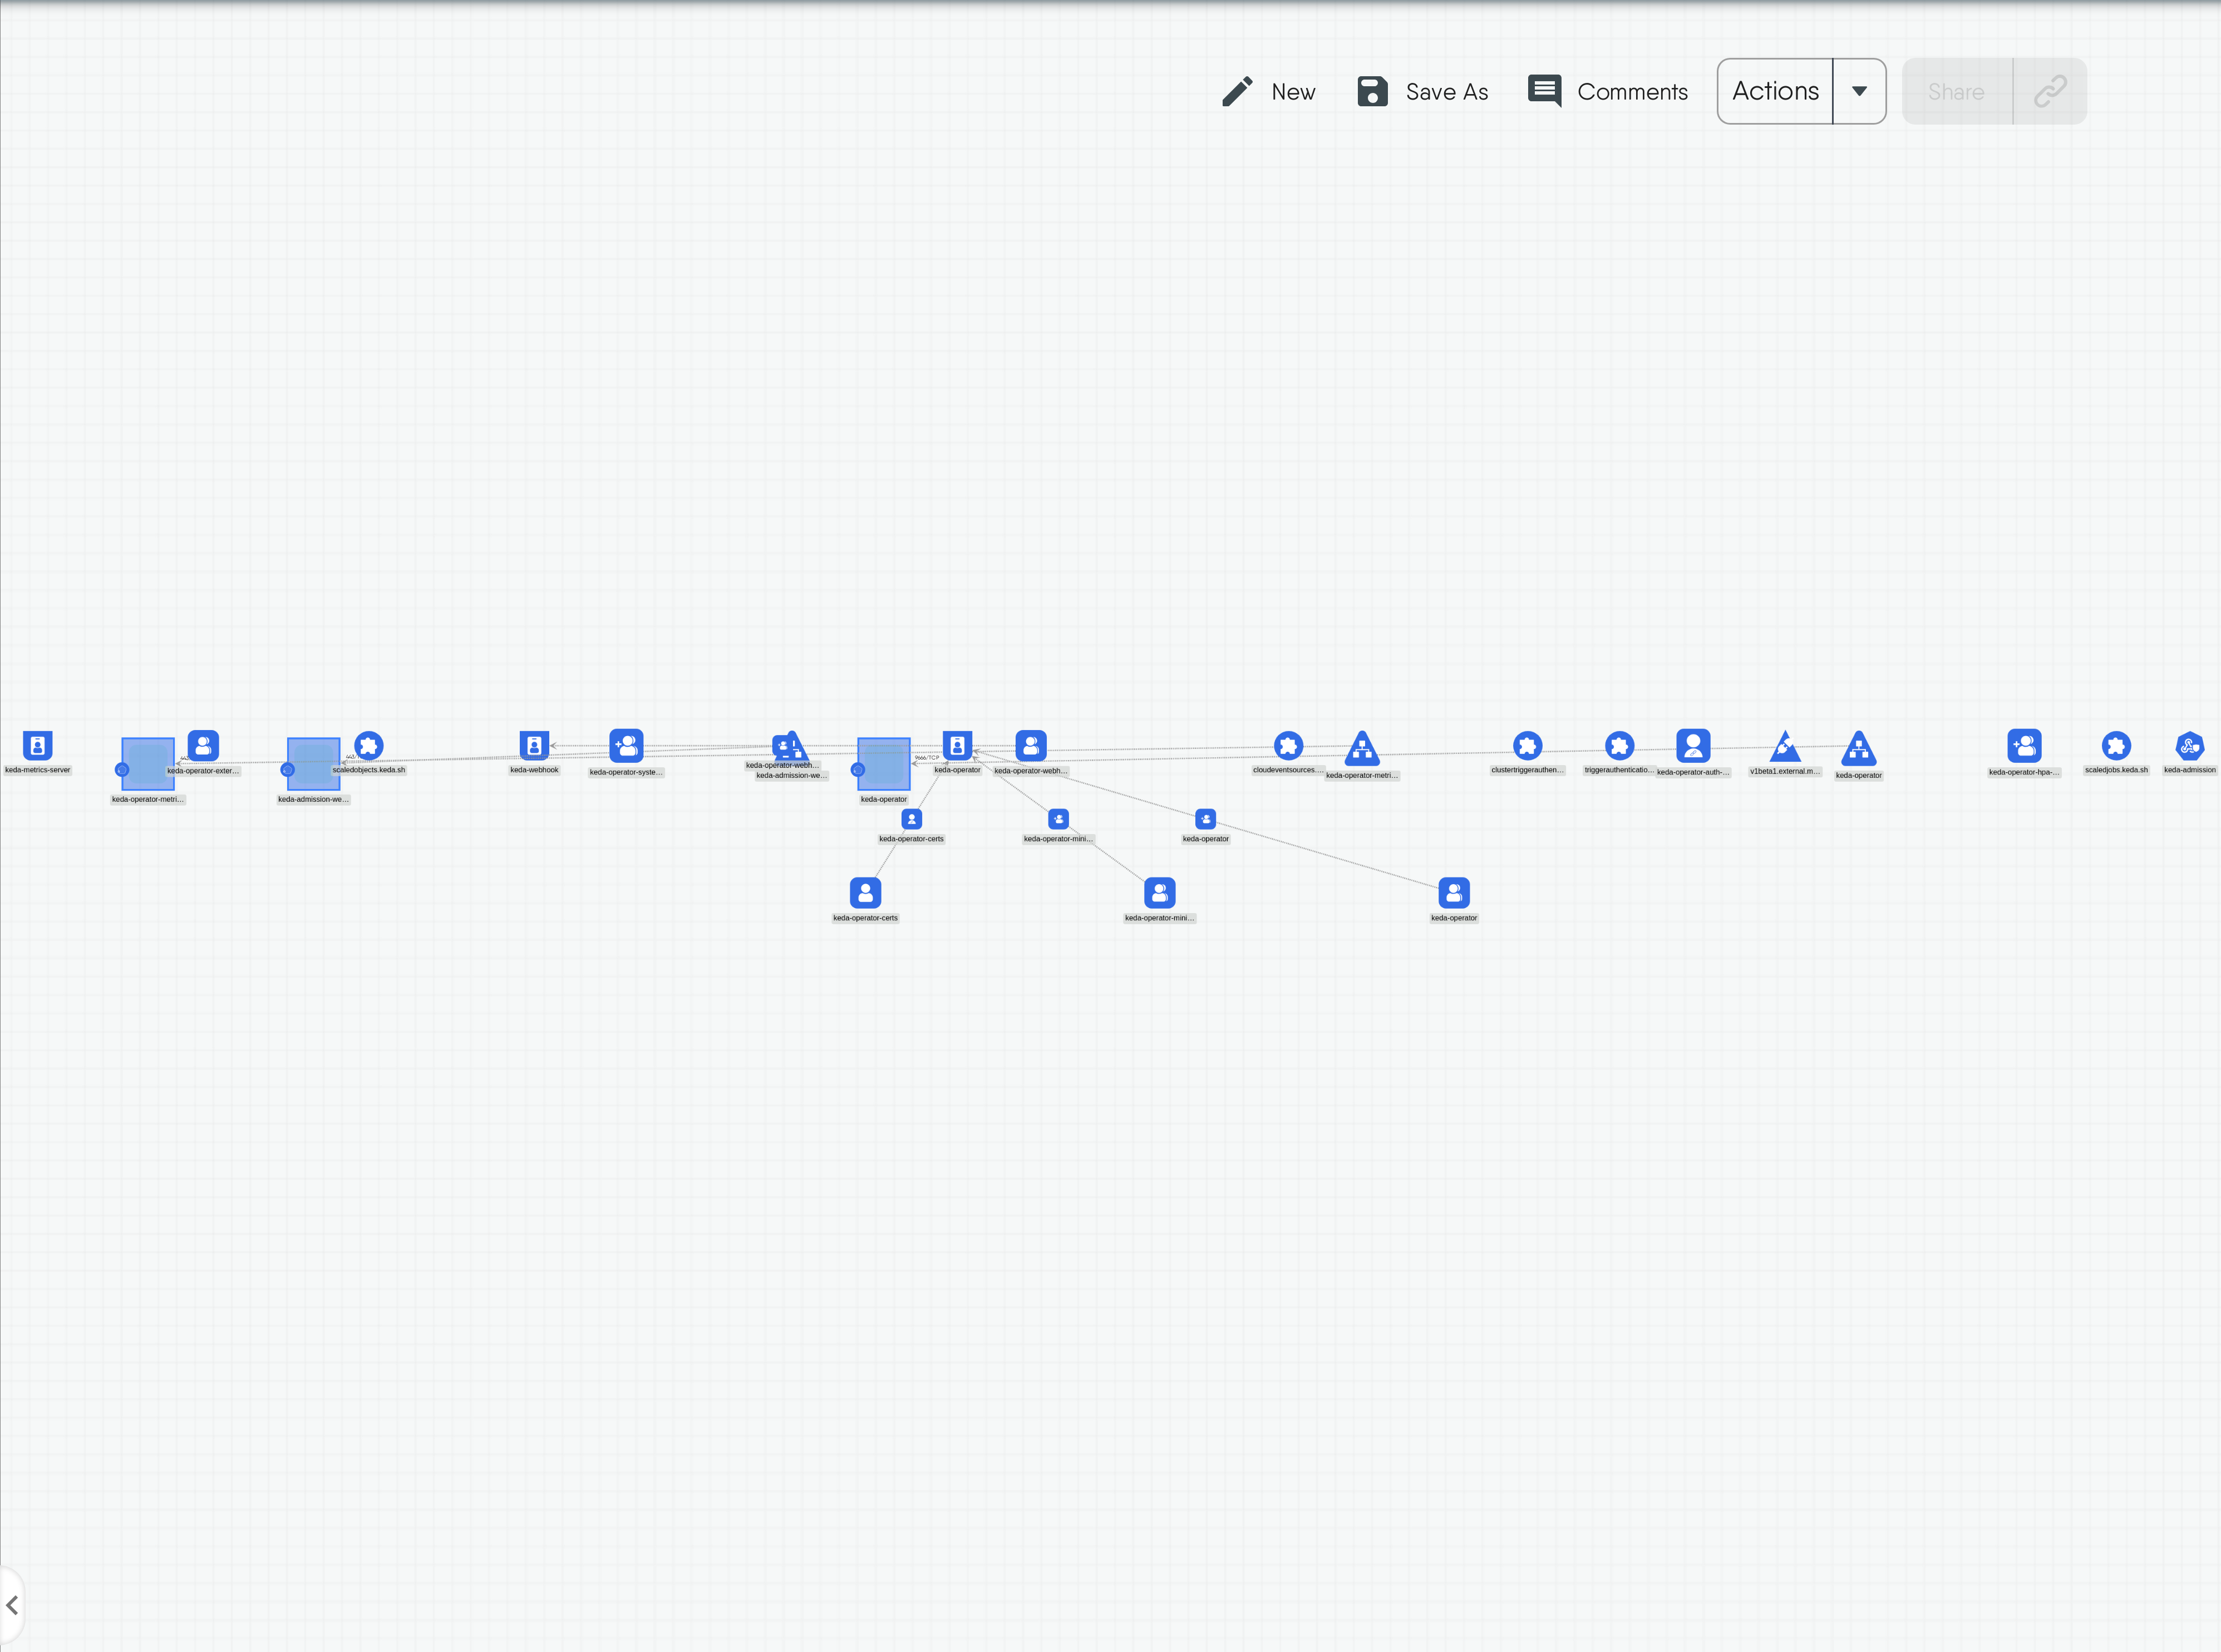 New
Save As
Comments
Actions
Share
9666/TCP
keda-metrics-server
keda-operator-exter...
scaledobjects.keda.sh
keda-webhook
keda-operator-syste...
keda-operator-webh...
keda-admission-we...
keda-operator
keda-operator-webh...
cloudeventsources...
keda-operator-metri...
clustertriggerauthen...
triggerauthenticatio...
keda-operator-auth-...
v1beta1.external.m...
keda-operator
keda-operator-hpa-...
scaledjobs.keda.sh
keda-admission
keda-operator-metri...
keda-admission-we...
keda-operator
keda-operator-certs
keda-operator-mini...
keda-operator
keda-operator-certs
keda-operator-mini...
keda-operator